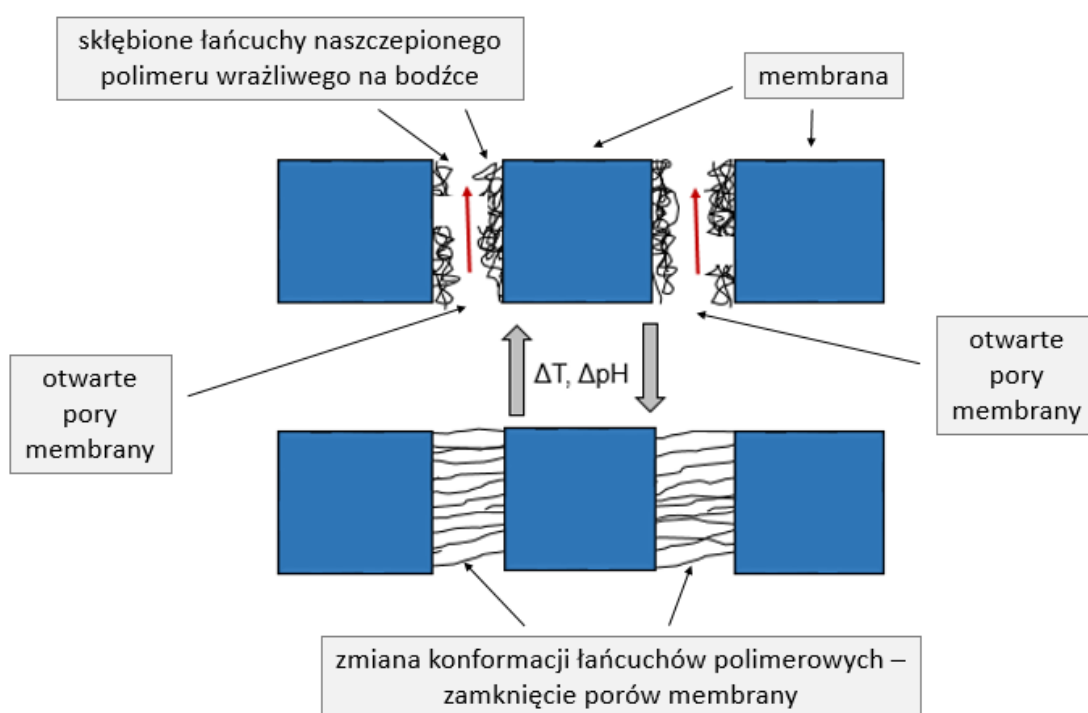 skłębione łańcuchy naszczepionego
polimeru wrażliwego na bodźce
membrana
otwarte
pory
membrany
ΔT, ΔpH
otwarte
pory
membrany
zmiana konformacji łańcuchów polimerowych –
zamknięcie porów membrany